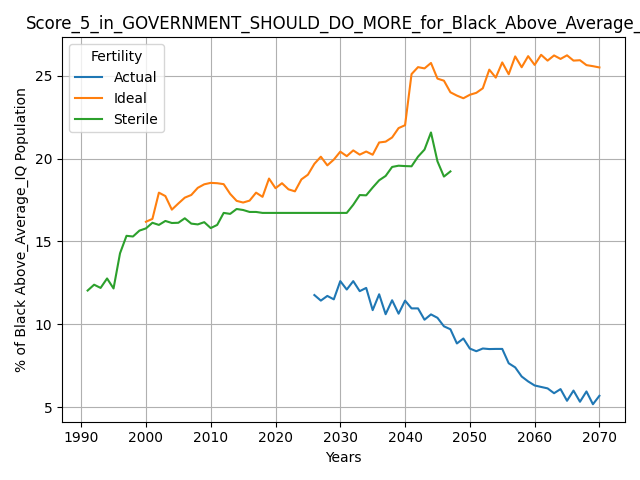 Score_5_in_GOVERNMENT_SHOULD_DO_MORE_for_Black_Above_Average_
Fertility
Actual
Ideal
Sterile
% of Black Above_Average_IQ Population
25
20
15
10
5
1990 2000 2010 2020 2030 2040 2050 2060 2070
Years